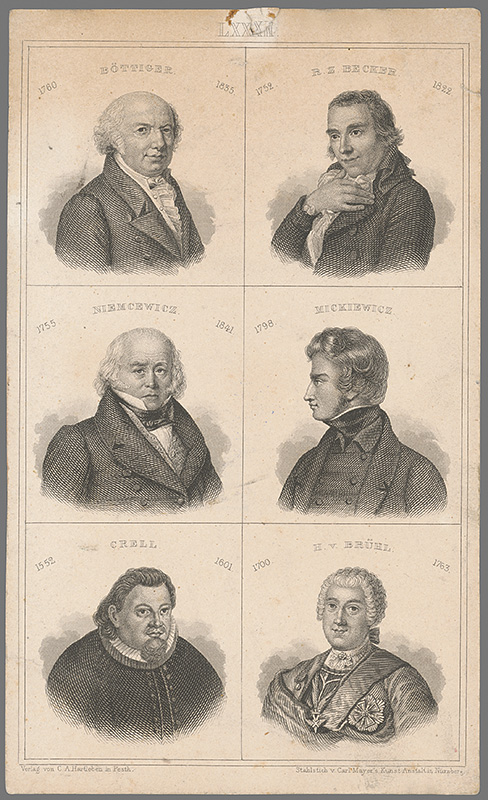 BÖTTIGER.
1760 1835
R. Z. BECKER
1752 1822
NIEMCEWICZ.
1755 1841
MICKIEWICZ
1798
CRELL
1552 1601
H. v. BRÜHL
1700 1763
Verlag von C. A. Hartleben in Pesth.
Stahlstich v. Carl Mayer's Kunst-Anstalt in Nürnberg.